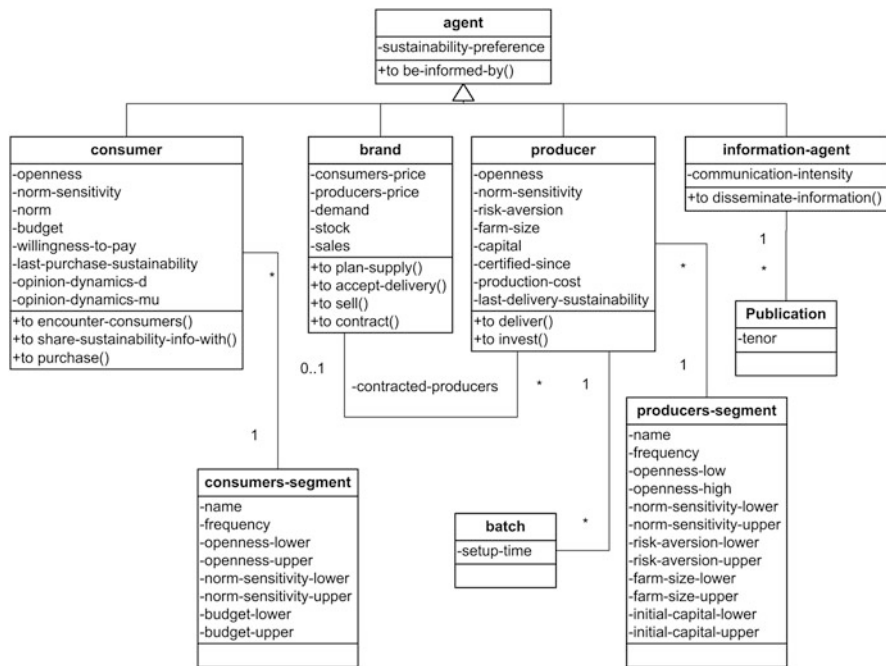 agent
-sustainability-preference
+to be-informed-by()
consumer
-openness
-norm-sensitivity
-norm
-budget
-willingness-to-pay
-last-purchase-sustainability
-opinion-dynamics-d
-opinion-dynamics-mu
+to encounter-consumers()
+to share-sustainability-info-with()
+to purchase()
brand
-consumers-price
-producers-price
-demand
-stock
-sales
+to plan-supply()
+to accept-delivery()
+to sell()
+to contract()
producer
-openness
-norm-sensitivity
-risk-aversion
-farm-size
-capital
-certified-since
-production-cost
-last-delivery-sustainability
+to deliver()
+to invest()
information-agent
-communication-intensity
+to disseminate-information()
1
*
Publication
-tenor
*
1
0..1
-contracted-producers
*
1
*
*
1
consumers-segment
-name
-frequency
-openness-lower
-openness-upper
-norm-sensitivity-lower
-norm-sensitivity-upper
-budget-lower
-budget-upper
batch
-setup-time
producers-segment
-name
-frequency
-openness-low
-openness-high
-norm-sensitivity-lower
-norm-sensitivity-upper
-risk-aversion-lower
-risk-aversion-upper
-farm-size-lower
-farm-size-upper
-initial-capital-lower
-initial-capital-upper